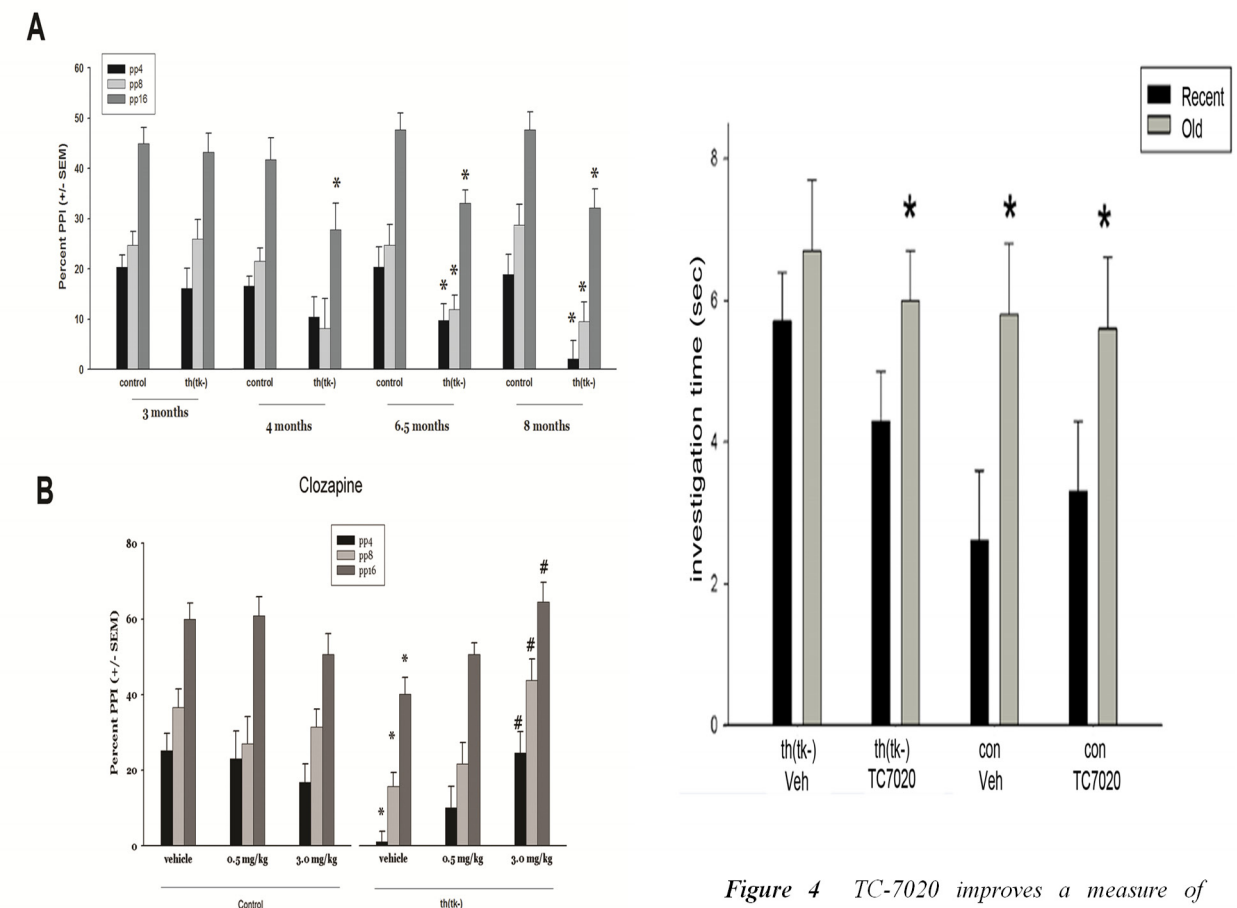 A
pp4
pp8
pp16
60
50
40
30
20
10
0
Percent PPI (+/- SEM)
* * * * * * *
control th(tk-) control th(tk-) control th(tk-) control th(tk-)
3 months 4 months 6.5 months 8 months
B
Clozapine
pp4
pp8
pp16
80
60
40
20
0
Percent PPI (+/- SEM)
* * * # # #
vehicle 0.5 mg/kg 3.0 mg/kg vehicle 0.5 mg/kg 3.0 mg/kg
Control th(tk-)
Recent
Old
8
6
4
2
0
investigation time (sec)
* * *
th(tk-) th(tk-) con con
Veh TC7020 Veh TC7020
Figure 4 TC-7020 improves a measure of